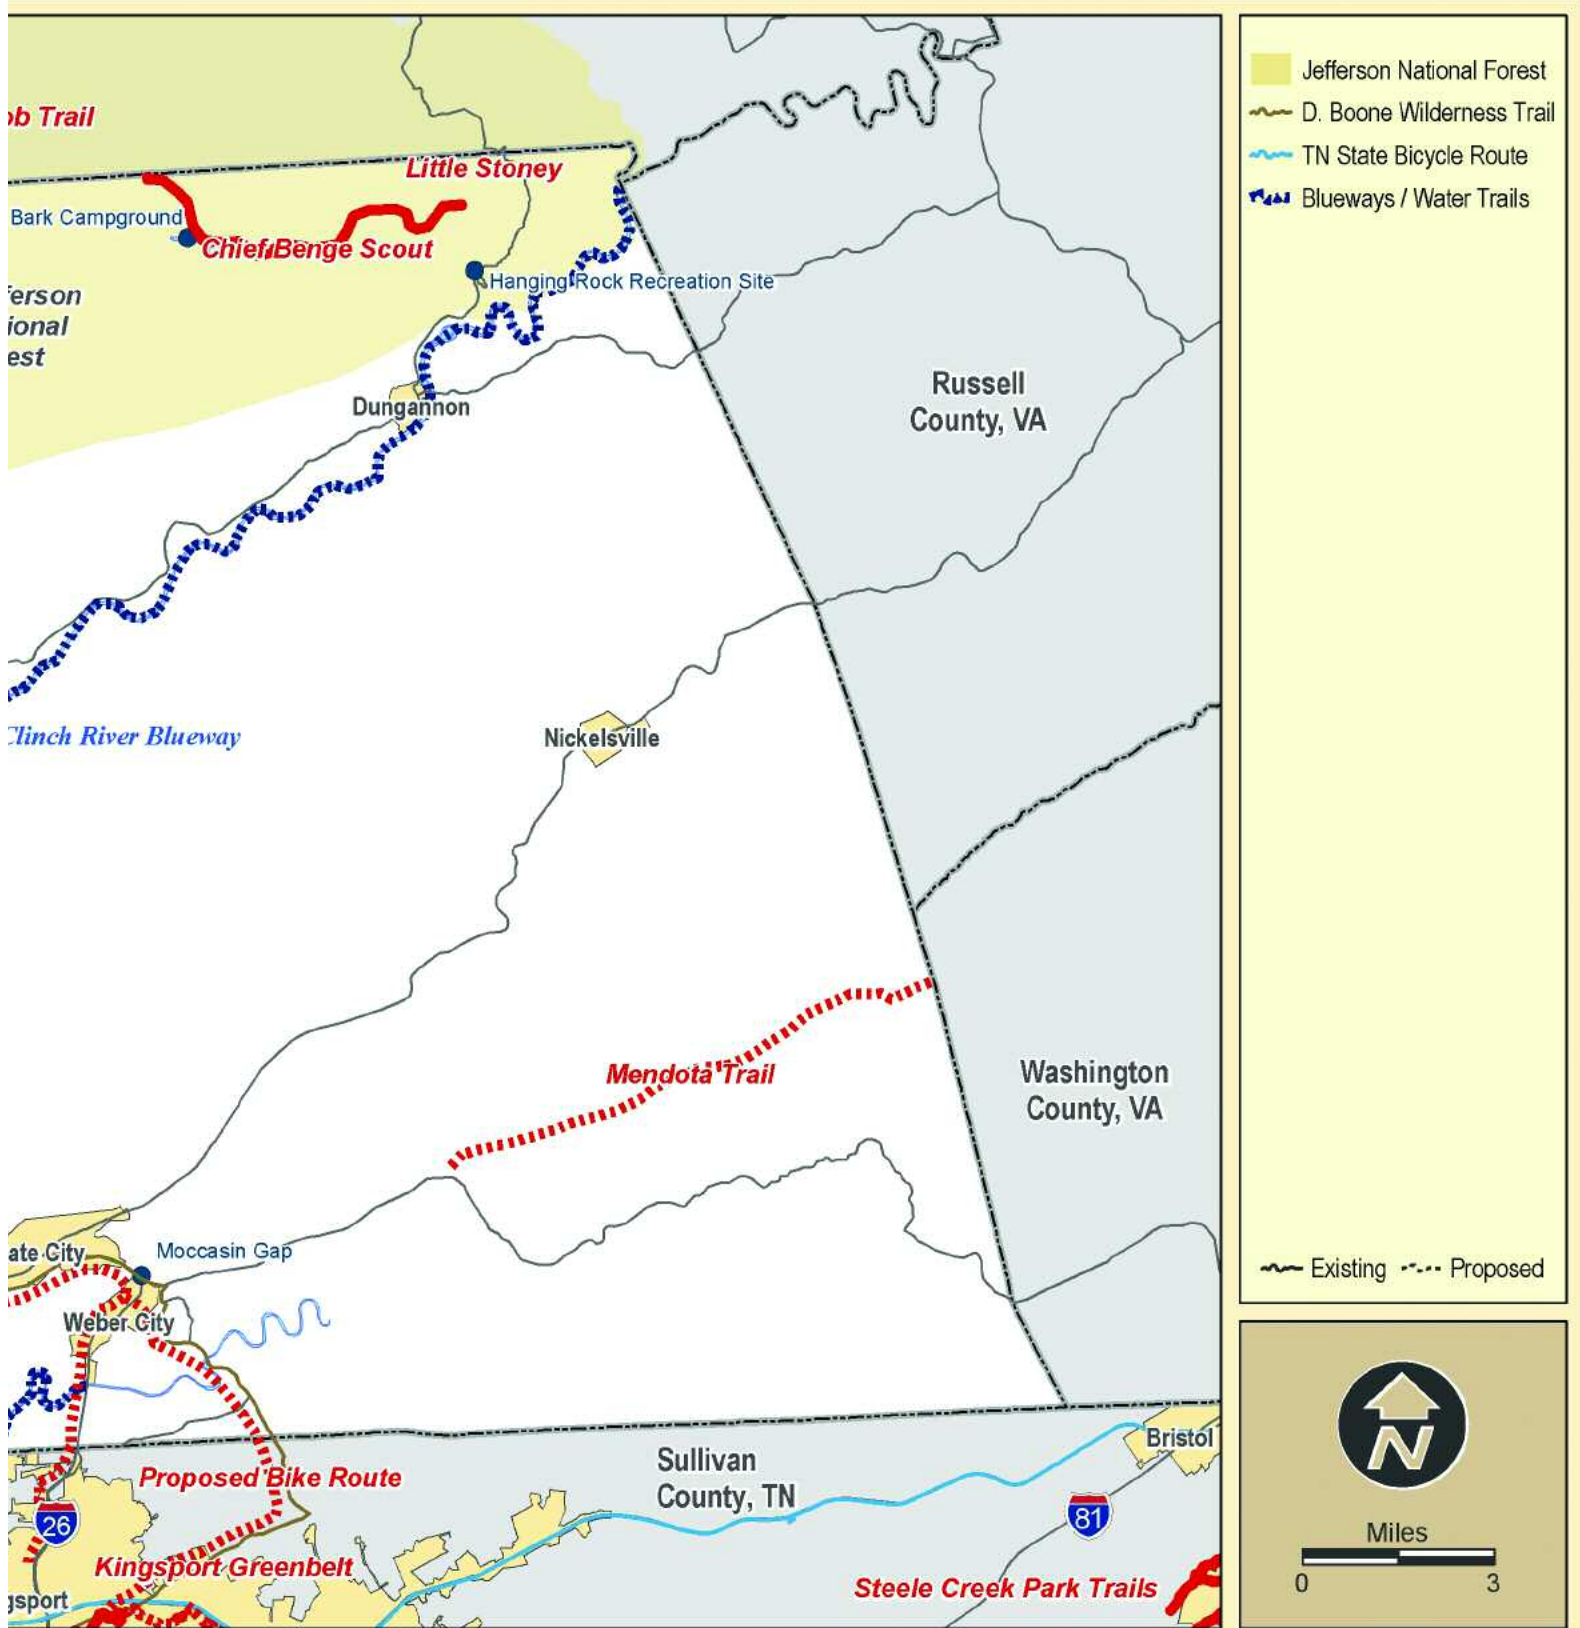 ob Trail
Little Stoney
Bark Campground
Chief Benge Scout
Hanging Rock Recreation Site
ferson
ional
est
Dungannon
Russell
County, VA
Clinch River Blueway
Nickelsville
Mendota Trail
Washington
County, VA
ate City
Moccasin Gap
Weber City
Proposed Bike Route
Sullivan
County, TN
Bristol
26
81
Kingsport Greenbelt
gsport
Steele Creek Park Trails
Jefferson National Forest
D. Boone Wilderness Trail
TN State Bicycle Route
Blueways / Water Trails
Existing
Proposed
N
Miles
0 3